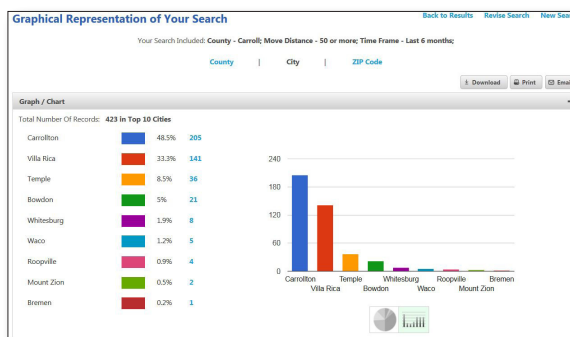 Graphical Representation of Your Search
Back to Results Revise Search New Sea
Your Search Included: County - Carroll; Move Distance - 50 or more; Time Frame - Last 6 months;
County | City | ZIP Code
Download Print Emai
Graph / Chart
Total Number Of Records: 423 in Top 10 Cities
Carrollton 48.5% 205
Villa Rica 33.3% 141
Temple 8.5% 36
Bowdon 5% 21
Whitesburg 1.9% 8
Waco 1.2% 5
Roopville 0.9% 4
Mount Zion 0.5% 2
Bremen 0.2% 1
240
180
120
60
0
Carrollton Temple Whitesburg Roopville Bremen
Villa Rica Bowdon Waco Mount Zion